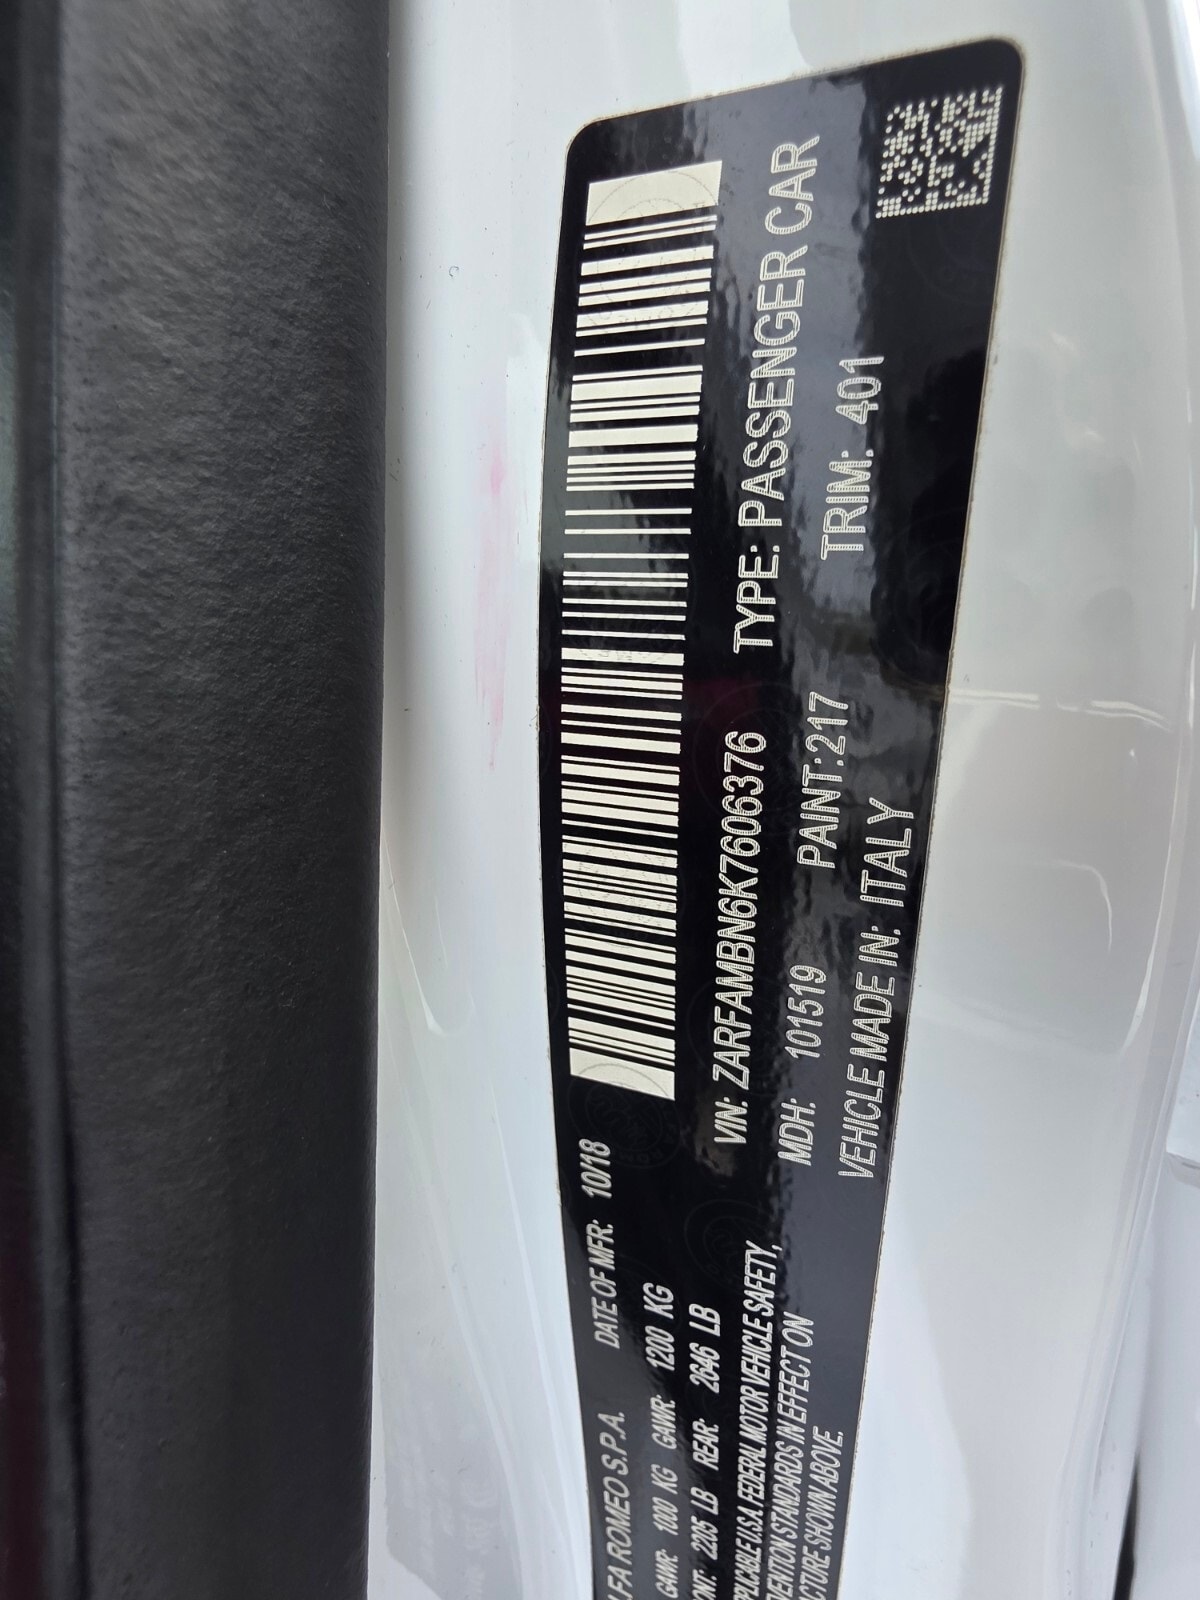 LFA ROMEO S.P.A. DATE OF MFR: 10/18
GAWR: 1000 KG GAWR: 1200 KG
ONT: 2205 LB REAR: 2646 LB
PPLICABLE U.S.A. FEDERAL MOTOR VEHICLE SAFETY,
VENTION STANDARDS IN EFFECT ON
CTURE SHOWN ABOVE.
VIN: ZARFAMBN6K7606376 TYPE: PASSENGER CAR
MDH: 101519 PAINT:217 TRIM: 401
VEHICLE MADE IN: ITALY